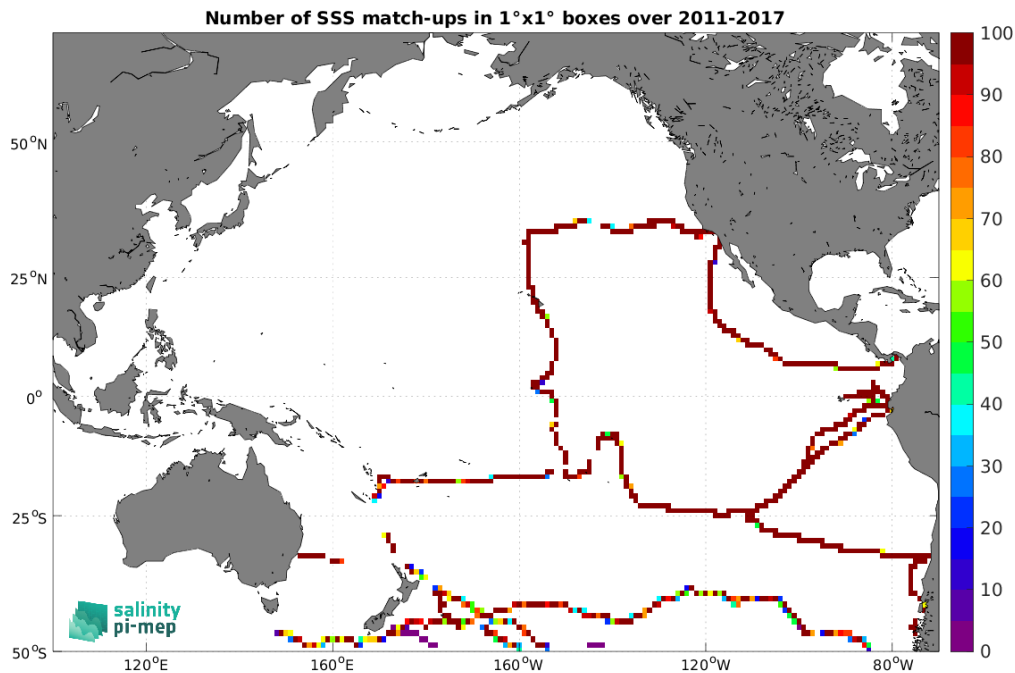 Number of SSS match-ups in 1°x1° boxes over 2011-2017
100
90
80
70
60
50
40
30
20
10
0
50°N
25°N
0°
25°S
50°S
120°E
160°E
160°W
120°W
80°W
salinity
pi-mep